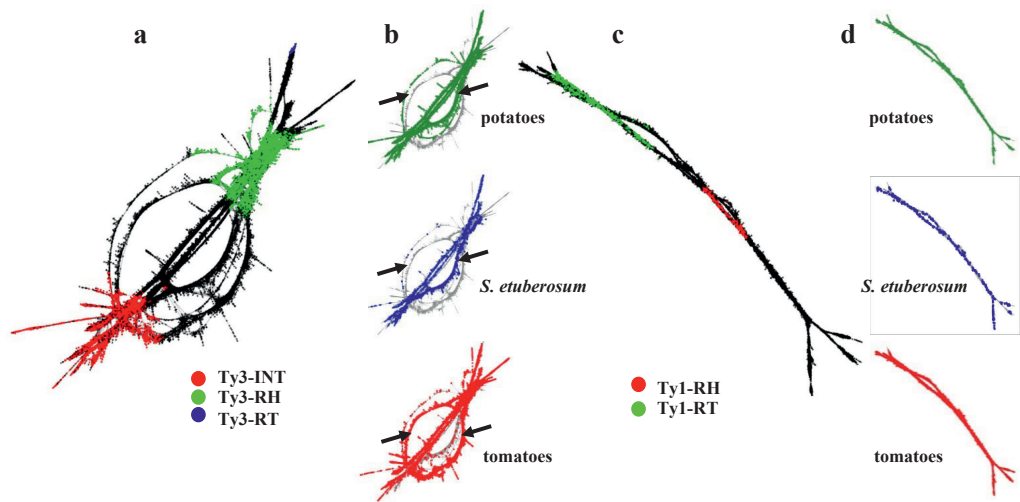 a
b
c
d
potatoes
potatoes
S. etuberosum
S. etuberosum
Ty3-INT
Ty3-RH
Ty3-RT
Ty1-RH
Ty1-RT
tomatoes
tomatoes